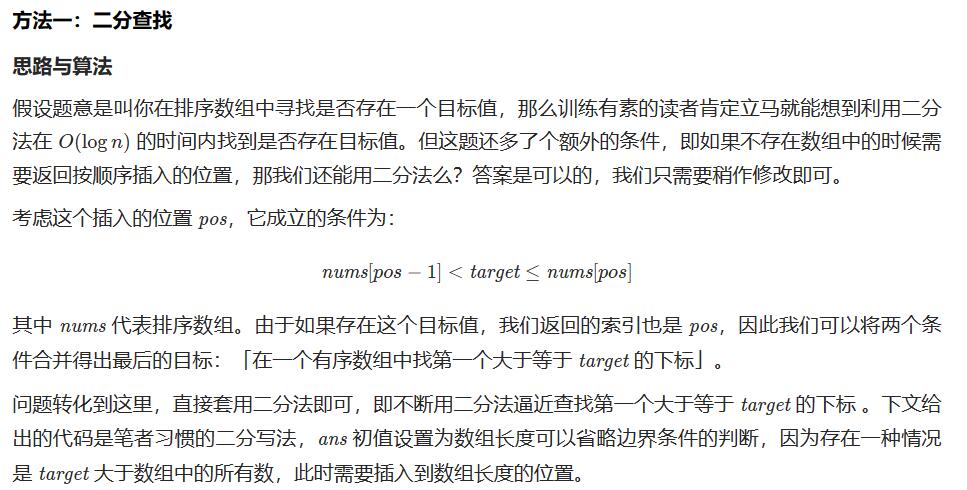 方法一：二分查找
思路与算法
假设题意是叫你在排序数组中寻找是否存在一个目标值，那么训练有素的读者肯定立马就能想到利用二分
法在 O(log n) 的时间内找到是否存在目标值。但这题还多了个额外的条件，即如果不存在数组中的时候需
要返回按顺序插入的位置，那我们还能用二分法么？答案是可以的，我们只需要稍作修改即可。
考虑这个插入的位置 pos，它成立的条件为：
nums[pos − 1] < target ≤ nums[pos]
其中 nums 代表排序数组。由于如果存在这个目标值，我们返回的索引也是 pos，因此我们可以将两个条
件合并得出最后的目标：「在一个有序数组中找第一个大于等于 target 的下标」。
问题转化到这里，直接套用二分法即可，即不断用二分法逼近查找第一个大于等于 target 的下标 。下文给
出的代码是笔者习惯的二分写法，ans 初值设置为数组长度可以省略边界条件的判断，因为存在一种情况
是 target 大于数组中的所有数，此时需要插入到数组长度的位置。